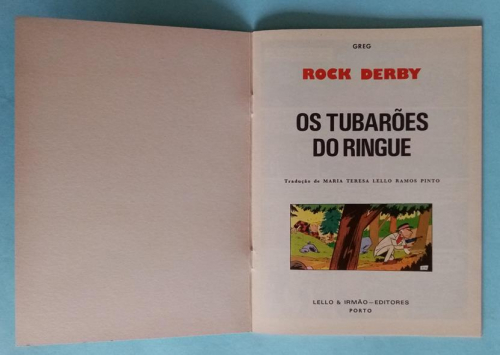 GREG
ROCK DERBY
OS TUBARÕES
DO RINGUE
Tradução de MARIA TERESA LELLO RAMOS PINTO
LELLO & IRMÃO—EDITORES
PORTO